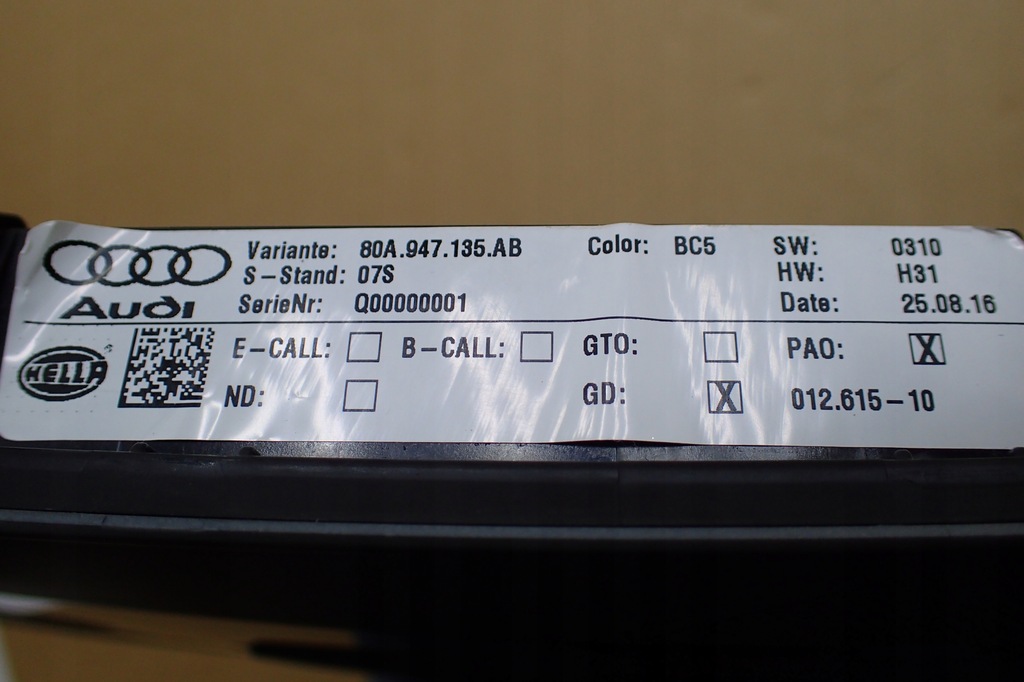 Variante: 80A.947.135.AB Color: BC5 SW: 0310
S-Stand: 07S HW: H31
Audi SerieNr: Q00000001 Date: 25.08.16
HELLA E-CALL: B-CALL: GTO: PAO: X
ND: GD: X 012.615-10